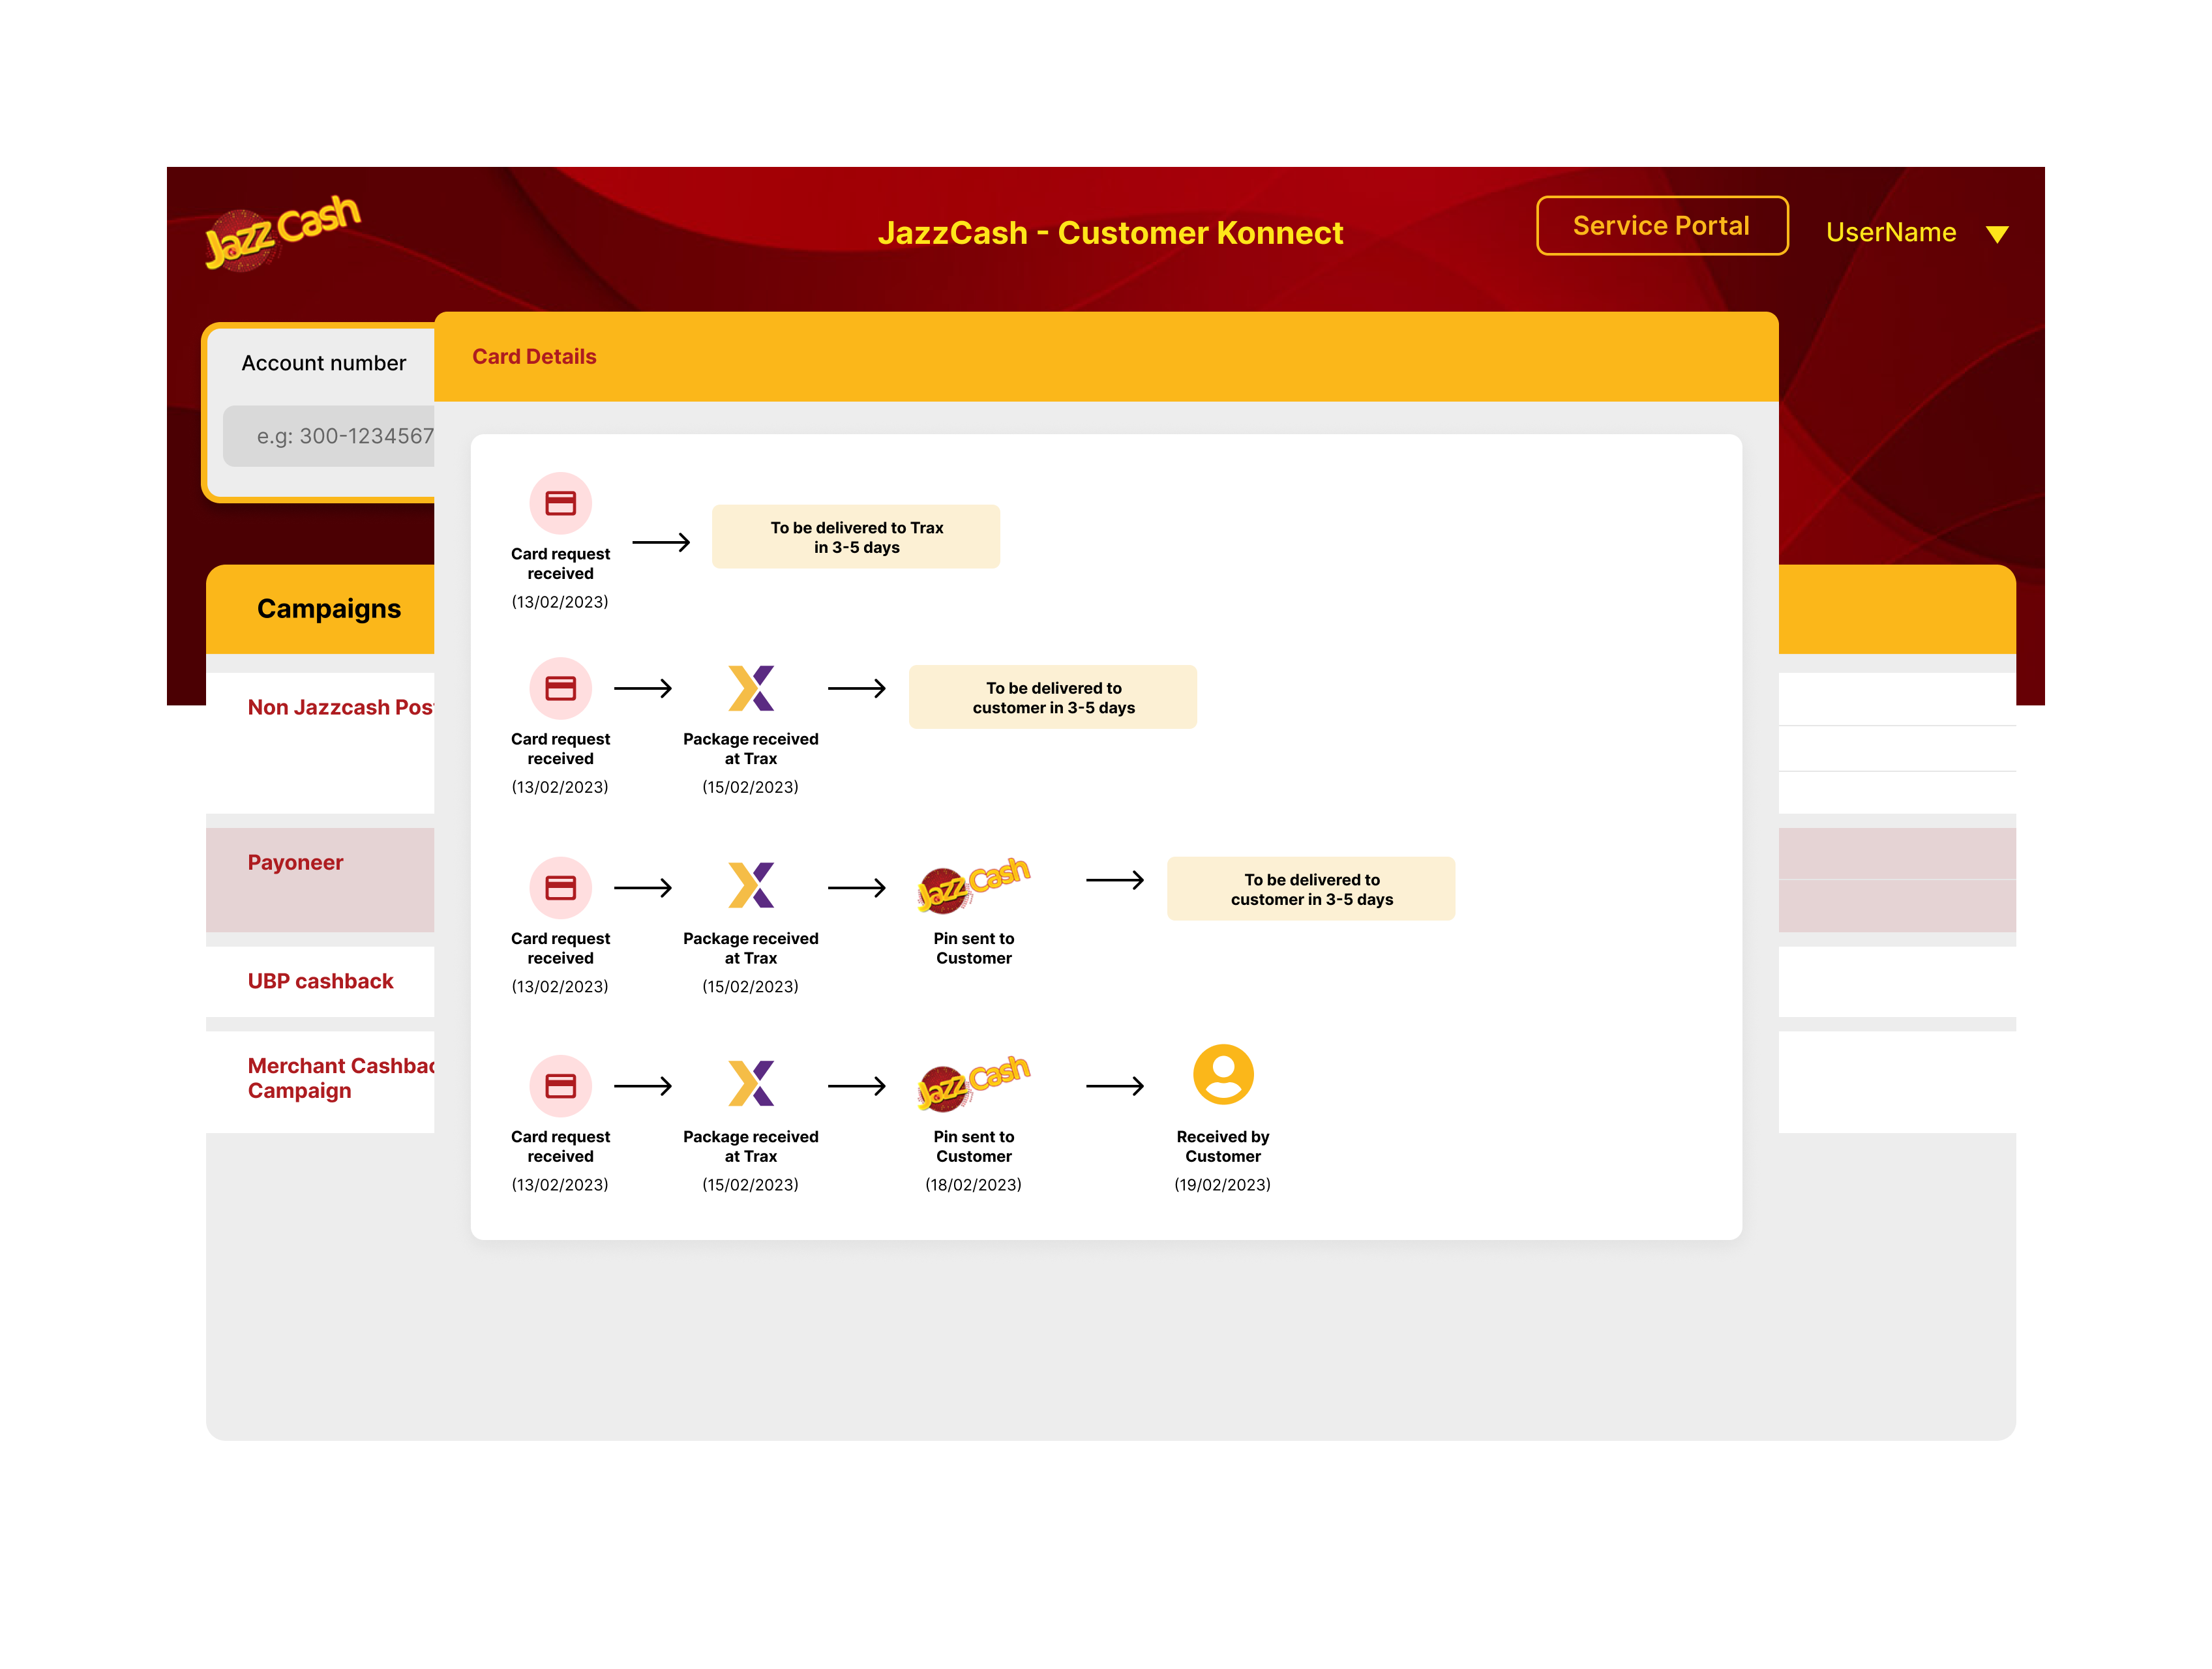 Jazz Cash
JazzCash - Customer Konnect
Service Portal
UserName
Account number
e.g: 300-1234567
Card Details
Card request
received
(13/02/2023)
To be delivered to Trax
in 3-5 days
Campaigns
Card request
received
(13/02/2023)
Package received
at Trax
(15/02/2023)
To be delivered to
customer in 3-5 days
Non Jazzcash Pos
Payoneer
Card request
received
(13/02/2023)
Package received
at Trax
(15/02/2023)
Jazz Cash
Pin sent to
Customer
To be delivered to
customer in 3-5 days
UBP cashback
Merchant Cashbac
Campaign
Card request
received
(13/02/2023)
Package received
at Trax
(15/02/2023)
Jazz Cash
Pin sent to
Customer
(18/02/2023)
Received by
Customer
(19/02/2023)